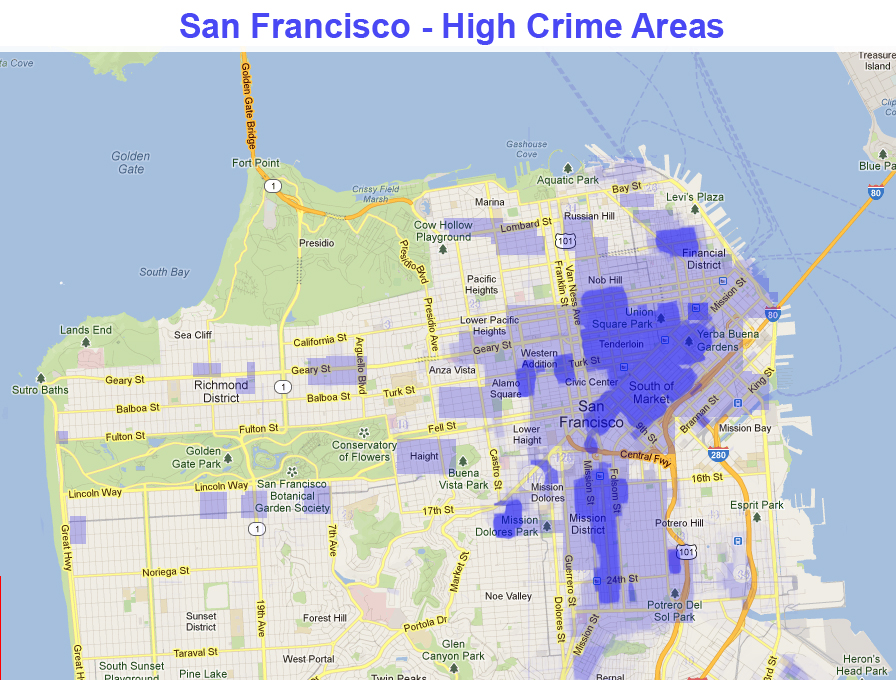 San Francisco - High Crime Areas
Treasure
Island
ta Cove
Golden Gate Bridge
Gashouse
Cove
Golden
Gate
Fort Point
Blue Pa
1
Crissy Field
Marsh
Aquatic Park
Bay St
80
Marina
Levi's Plaza
Russian Hill
Cow Hollow
Playground
Lombard St
101
Presidio
Presidio
Blvd
Financial
District
South Bay
Van Ness Ave
Franklin St
Pacific
Heights
Nob Hill
Mission St
Presidio Ave
Union
Square Park
80
Lands End
Sea Cliff
Lower Pacific
Heights
Yerba Buena
Gardens
California St
Arguello Blvd
Geary St
Tenderloin
Western
Addition
Turk St
Geary St
Anza Vista
Civic Center
Sutro Baths
Geary St
Richmond
District
1
Alamo
Square
South of
Market
King St
Turk St
Balboa St
Balboa St
San
Francisco
Brannan St
Fulton St
Fulton St
Fell St
Lower
Haight
9th St
Mission Bay
Conservatory
of Flowers
Golden
Gate Park
Haight
Castro St
Central Fwy
280
Buena
Vista Park
Mission St
Folsom St
16th St
Lincoln Way
Lincoln Way
San Francisco
Botanical
Garden Society
Mission
Dolores
Esprit Park
17th St
Mission
Dolores Park
Mission
District
Potrero Hill
Great Hwy
1
7th Ave
101
Market St
Guerrero St
Noriega St
24th St
Noe Valley
Dolores St
Potrero Del
Sol Park
19th Ave
Sunset
District
Forest Hill
Portola Dr
Mission St
Glen
Canyon Park
Taraval St
West Portal
Great H
3rd St
Heron's
Head Park
South Sunset
Playground
Pine Lake
Twin Peaks
Bernal